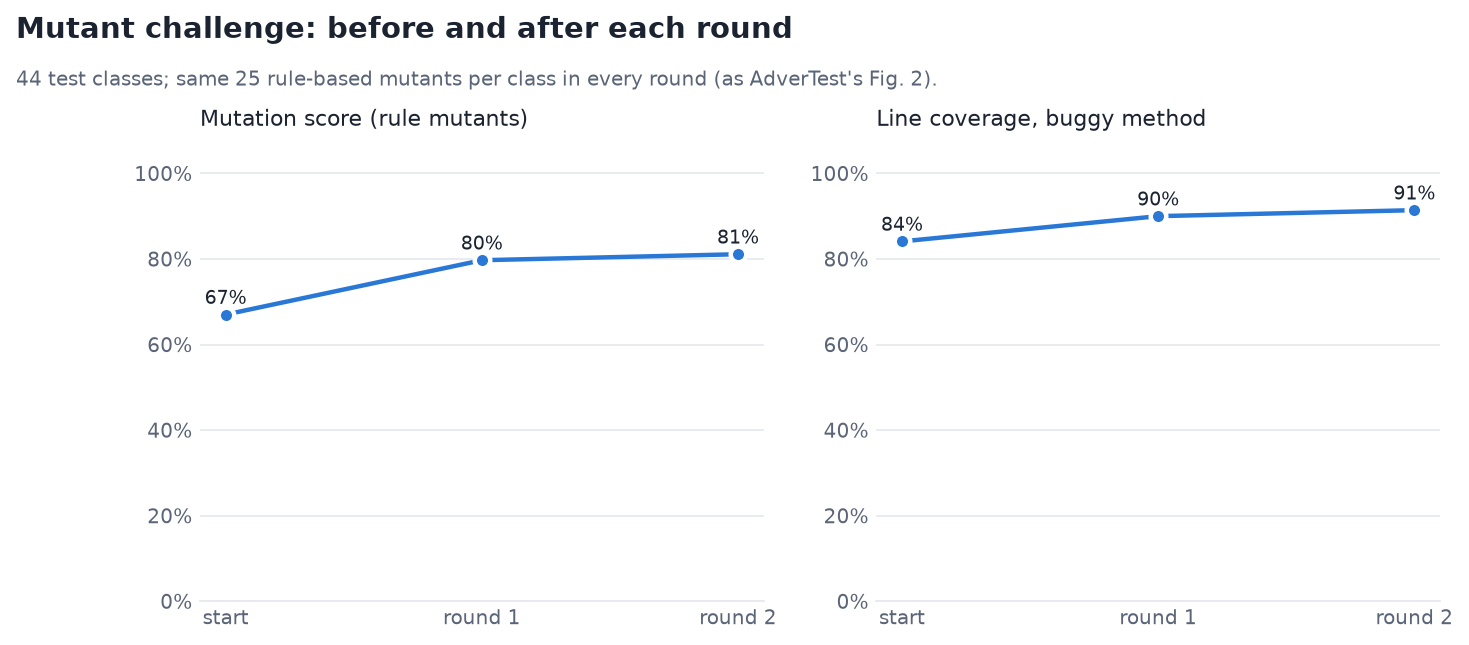 Mutant challenge: before and after each round
44 test classes; same 25 rule-based mutants per class in every round (as AdverTest's Fig. 2).
Mutation score (rule mutants)
100%
80%
60%
40%
20%
0%
67%
80%
81%
start
round 1
round 2
Line coverage, buggy method
100%
80%
60%
40%
20%
0%
84%
90%
91%
start
round 1
round 2